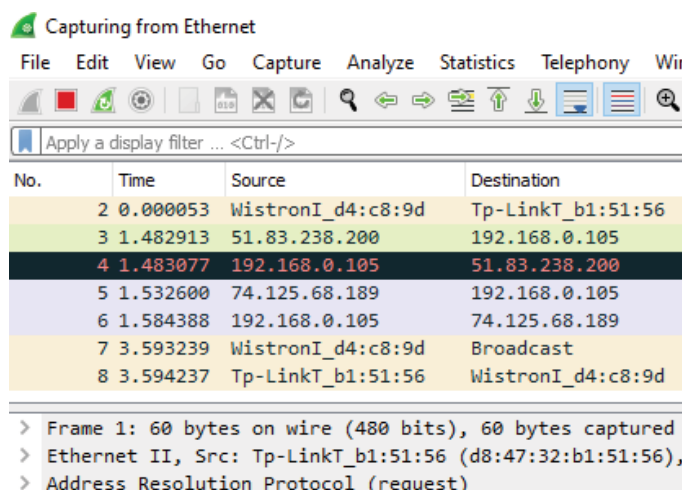 Capturing from Ethernet
File Edit View Go Capture Analyze Statistics Telephony
Apply a display filter ... <Ctrl-/>
No. Time Source Destination
2 0.000053 WistronI_d4:c8:9d Tp-LinkT_b1:51:56
3 1.482913 51.83.238.200 192.168.0.105
4 1.483077 192.168.0.105 51.83.238.200
5 1.532600 74.125.68.189 192.168.0.105
6 1.584388 192.168.0.105 74.125.68.189
7 3.593239 WistronI_d4:c8:9d Broadcast
8 3.594237 Tp-LinkT_b1:51:56 WistronI_d4:c8:9d
> Frame 1: 60 bytes on wire (480 bits), 60 bytes captured
> Ethernet II, Src: Tp-LinkT_b1:51:56 (d8:47:32:b1:51:56),
> Address Resolution Protocol (request)